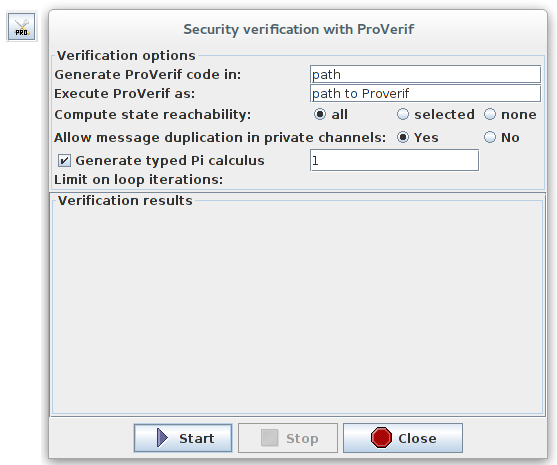 PRO.
Security verification with ProVerif
Verification options
Generate ProVerif code in: path
Execute ProVerif as: path to Proverif
Compute state reachability: all selected none
Allow message duplication in private channels: Yes No
Generate typed Pi calculus 1
Limit on loop iterations:
Verification results
Start Stop Close